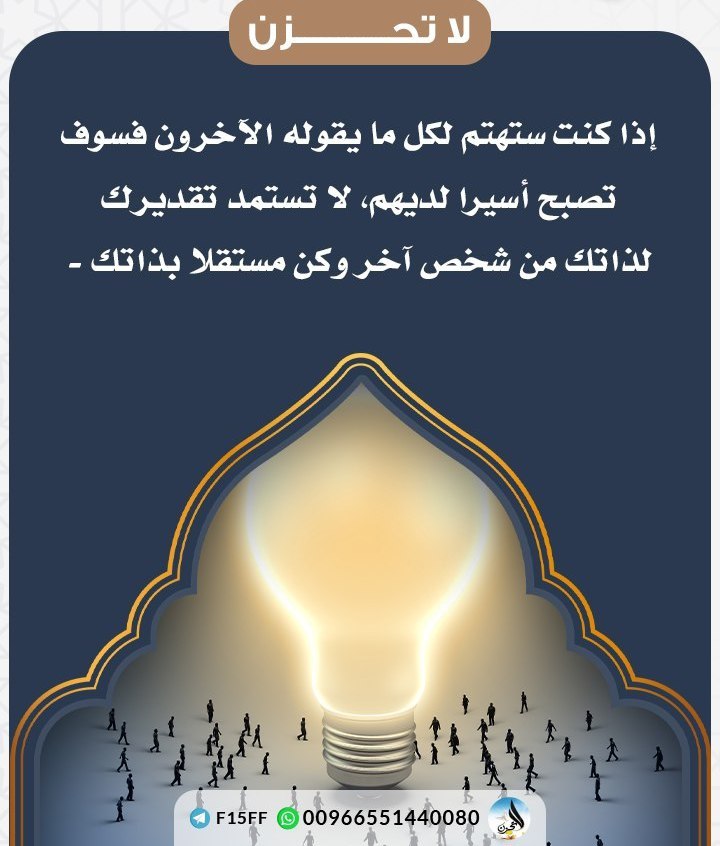 لا تحـــــزن
إذا كنت ستهتم لكل ما يقوله الآخرون فسوف
تصبح أسيرا لديهم، لا تستمد تقديرك
لذاتك من شخص آخر وكن مستقلا بذاتك -
F15FF 00966551440080